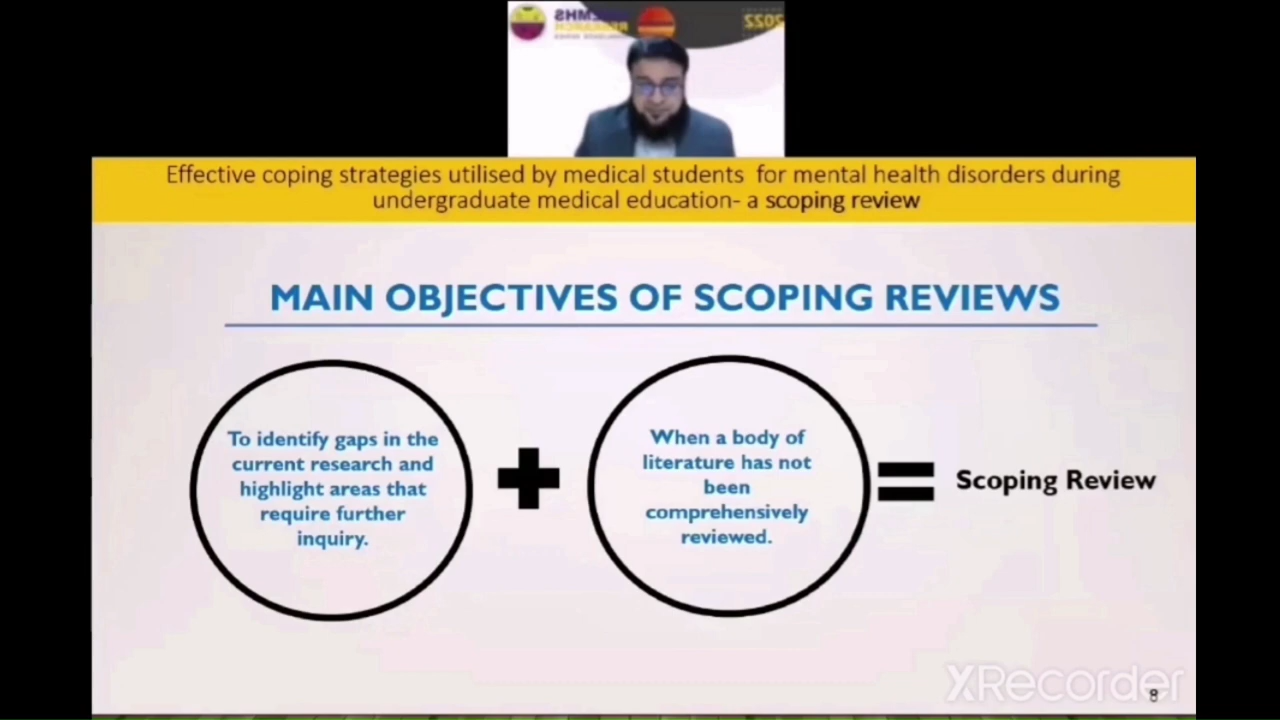 2022
RESEARCH
Effective coping strategies utilised by medical students for mental health disorders during
undergraduate medical education- a scoping review
MAIN OBJECTIVES OF SCOPING REVIEWS
To identify gaps in the
current research and
highlight areas that
require further
inquiry.
When a body of
literature has not
been
comprehensively
reviewed.
Scoping Review
XRecorder
8